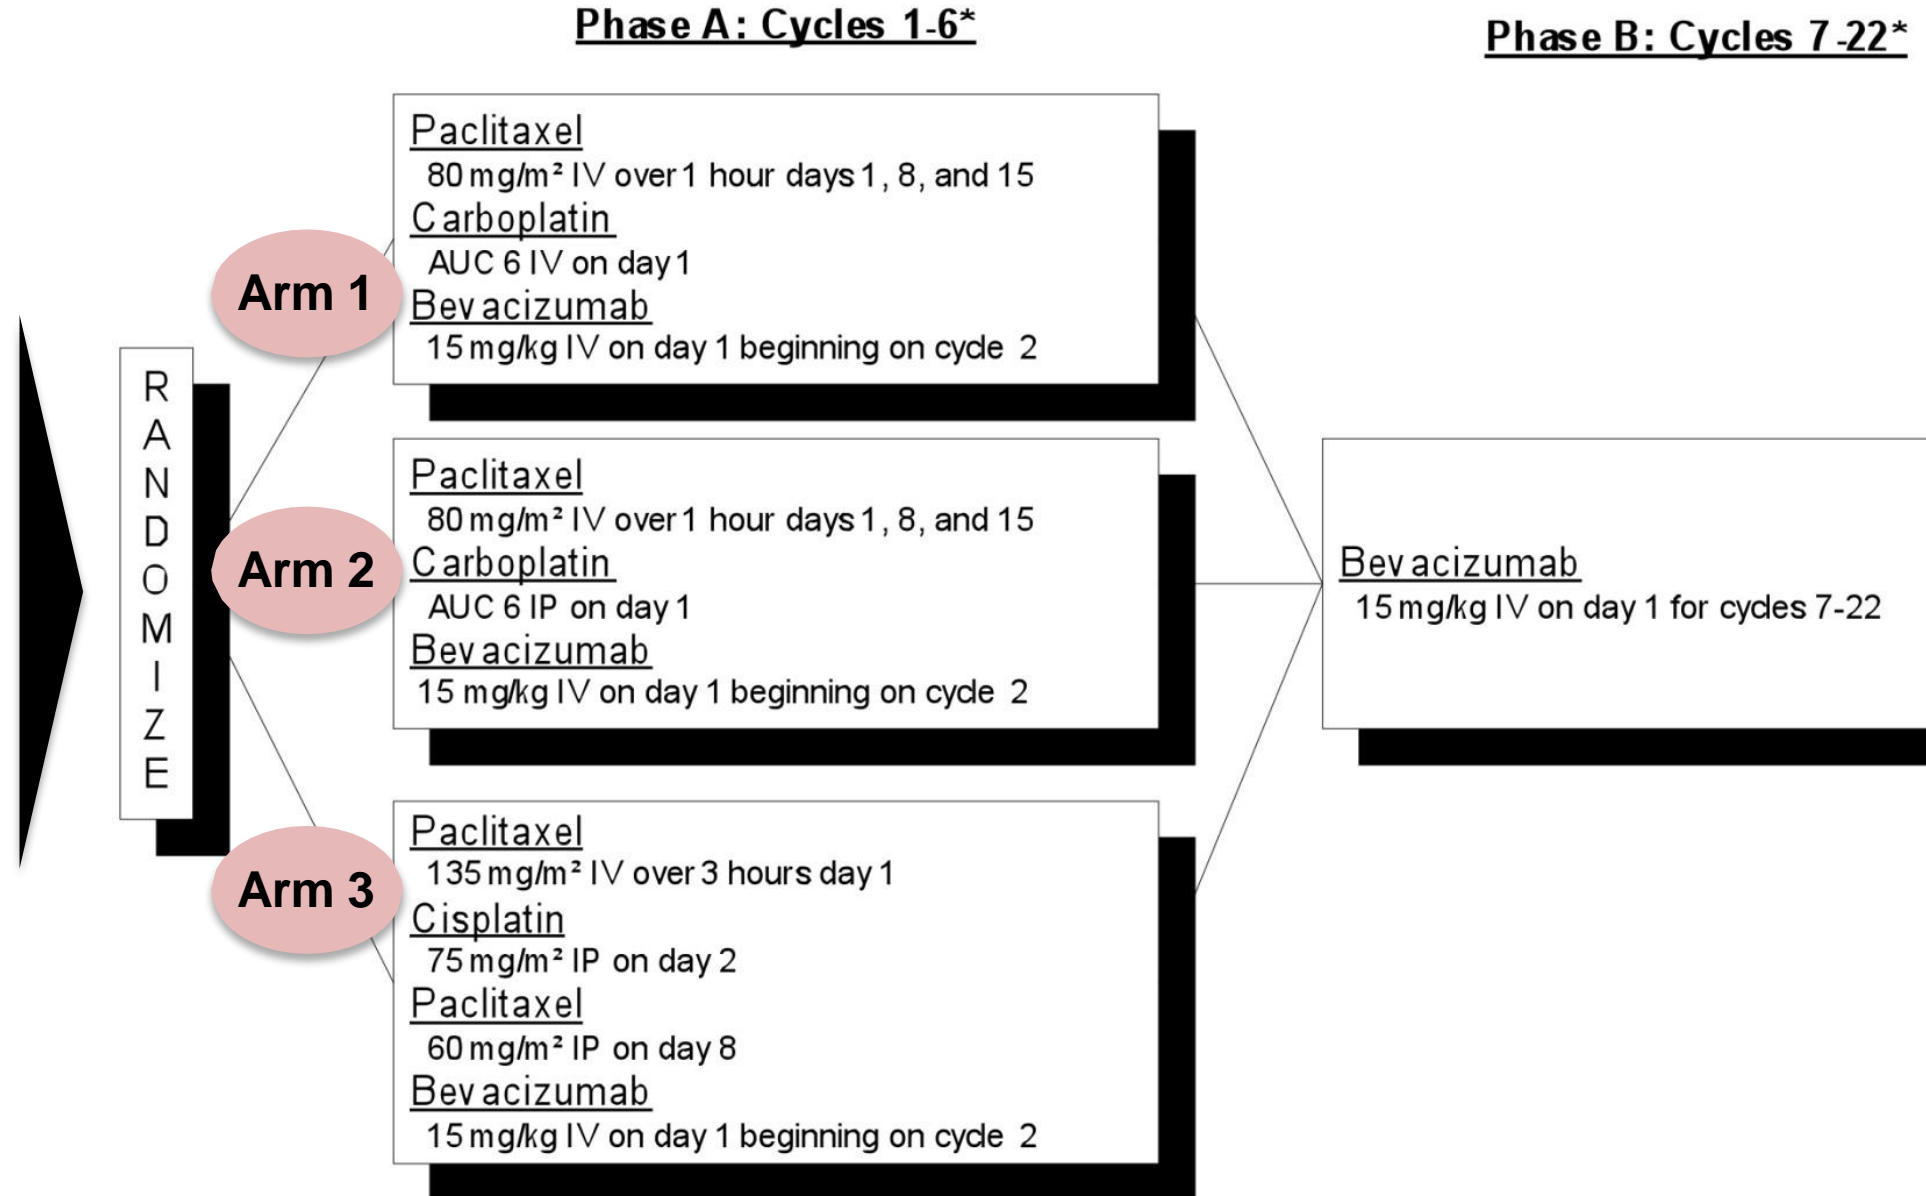 Phase A: Cycles 1-6*
Phase B: Cycles 7-22*
RANDOMIZE
Arm 1
Paclitaxel
80 mg/m² IV over 1 hour days 1, 8, and 15
Carboplatin
AUC 6 IV on day 1
Bevacizumab
15 mg/kg IV on day 1 beginning on cycle 2
Arm 2
Paclitaxel
80 mg/m² IV over 1 hour days 1, 8, and 15
Carboplatin
AUC 6 IP on day 1
Bevacizumab
15 mg/kg IV on day 1 beginning on cycle 2
Arm 3
Paclitaxel
135 mg/m² IV over 3 hours day 1
Cisplatin
75 mg/m² IP on day 2
Paclitaxel
60 mg/m² IP on day 8
Bevacizumab
15 mg/kg IV on day 1 beginning on cycle 2
Bevacizumab
15 mg/kg IV on day 1 for cycles 7-22